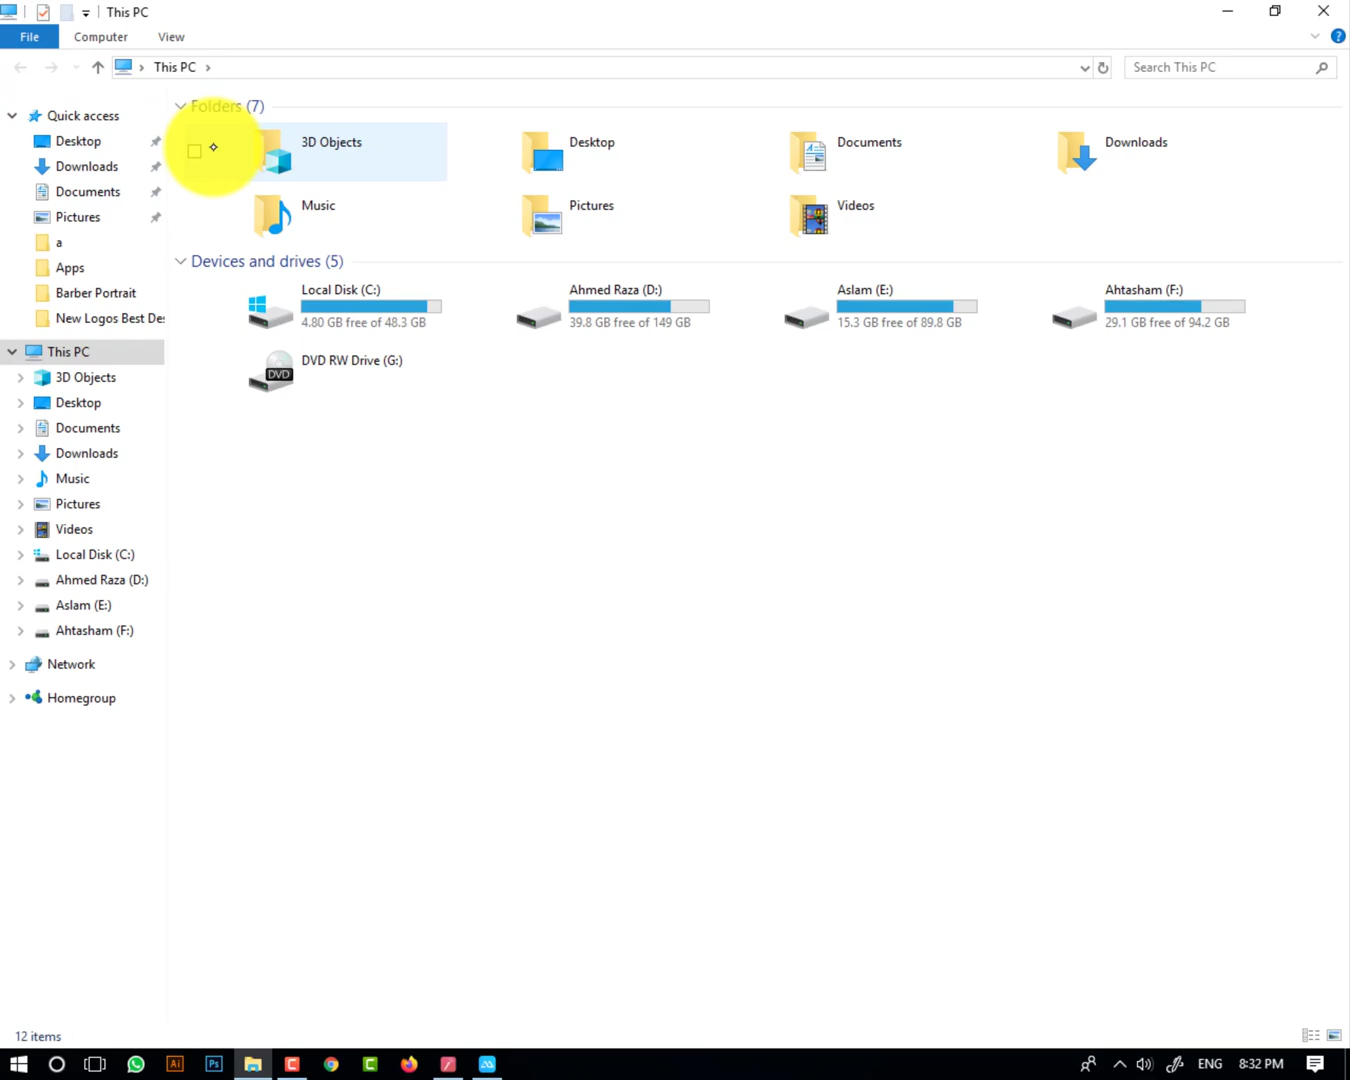 This PC
File Computer View
This PC
Search This PC
Quick access
Desktop
Downloads
Documents
Pictures
a
Apps
Barber Portrait
New Logos Best Des
This PC
3D Objects
Desktop
Documents
Downloads
Music
Pictures
Videos
Local Disk (C:)
Ahmed Raza (D:)
Aslam (E:)
Ahtasham (F:)
Network
Homegroup
Folders (7)
3D Objects
Desktop
Documents
Downloads
Music
Pictures
Videos
Devices and drives (5)
Local Disk (C:)
4.80 GB free of 48.3 GB
Ahmed Raza (D:)
39.8 GB free of 149 GB
Aslam (E:)
15.3 GB free of 89.8 GB
Ahtasham (F:)
29.1 GB free of 94.2 GB
DVD RW Drive (G:)
DVD
12 items
Ai Ps C C
ENG 8:32 PM